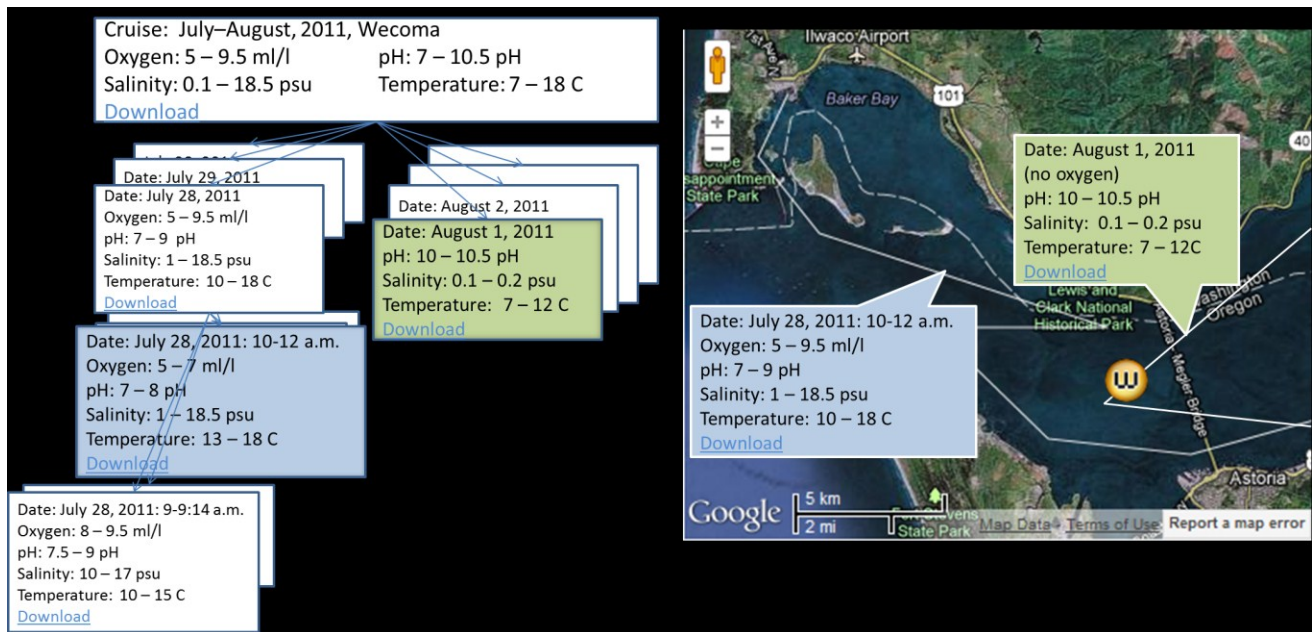 Cruise: July–August, 2011, Wecoma
Oxygen: 5 – 9.5 ml/l pH: 7 – 10.5 pH
Salinity: 0.1 – 18.5 psu Temperature: 7 – 18 C
Download
Date: July 29, 2011
Date: July 28, 2011
Oxygen: 5 – 9.5 ml/l
pH: 7 – 9 pH
Salinity: 1 – 18.5 psu
Temperature: 10 – 18 C
Download
Date: August 2, 2011
Date: August 1, 2011
pH: 10 – 10.5 pH
Salinity: 0.1 – 0.2 psu
Temperature: 7 – 12 C
Download
Date: July 28, 2011: 10-12 a.m.
Oxygen: 5 – 7 ml/l
pH: 7 – 8 pH
Salinity: 1 – 18.5 psu
Temperature: 13 – 18 C
Download
Date: July 28, 2011: 9-9:14 a.m.
Oxygen: 8 – 9.5 ml/l
pH: 7.5 – 9 pH
Salinity: 10 – 17 psu
Temperature: 10 – 15 C
Download
1st Ave N
Ilwaco Airport
Baker Bay
101
40
State Park
Date: August 1, 2011
(no oxygen)
pH: 10 – 10.5 pH
Salinity: 0.1 – 0.2 psu
Temperature: 7 – 12C
Download
Lewis and
Clark National
Historical Park
Washington
Oregon
Astoria - Megler Bridge
W
Date: July 28, 2011: 10-12 a.m.
Oxygen: 5 – 9.5 ml/l
pH: 7 – 9 pH
Salinity: 1 – 18.5 psu
Temperature: 10 – 18 C
Download
Astoria
Google
5 km
2 mi
State Park
Map Data - Terms of Use
Report a map error